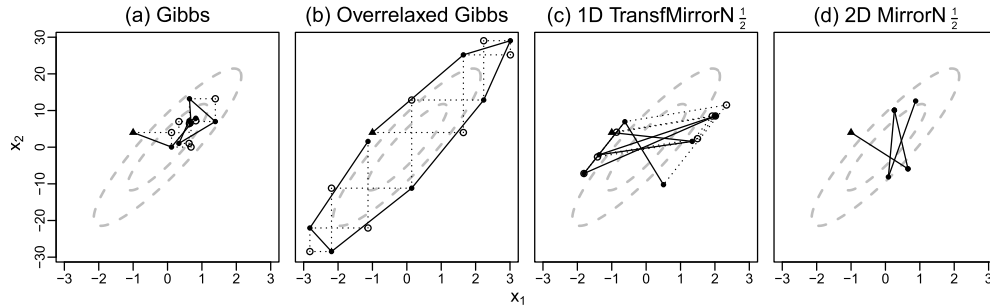 (a) Gibbs
(b) Overrelaxed Gibbs
(c) 1D TransfMirrorN ½
(d) 2D MirrorN ½
x₂
30
20
10
0
−10
−20
−30
−3 −2 −1 0 1 2 3
−3 −2 −1 0 1 2 3
−3 −2 −1 0 1 2 3
−3 −2 −1 0 1 2 3
x₁